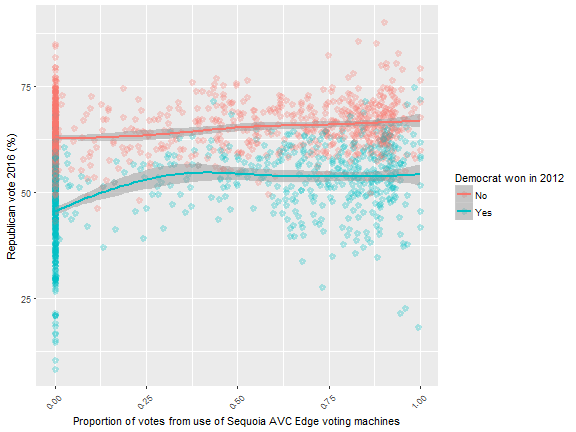 Republican vote 2016 (%)
75
50
25
0.00
0.25
0.50
0.75
1.00
Proportion of votes from use of Sequoia AVC Edge voting machines
Democrat won in 2012
No
Yes